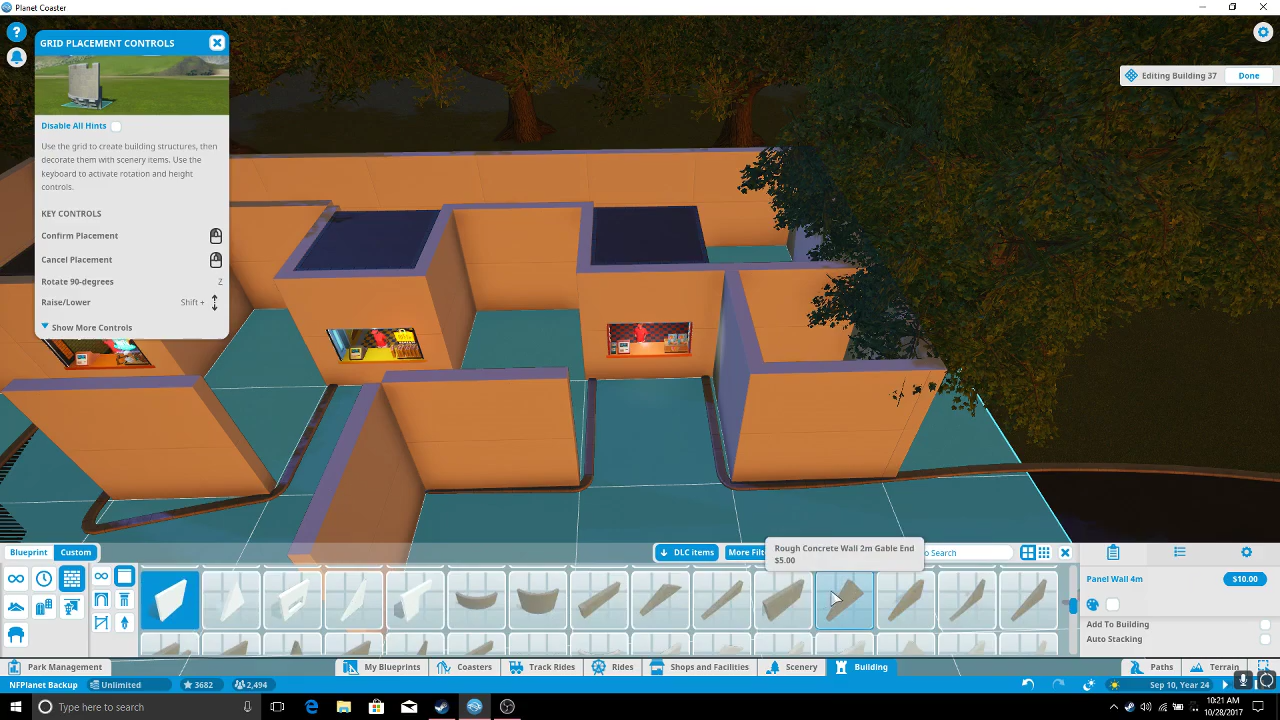 Planet Coaster
GRID PLACEMENT CONTROLS
Disable All Hints
Use the grid to create building structures, then
decorate them with scenery items. Use the
keyboard to activate rotation and height
controls.
KEY CONTROLS
Confirm Placement
Cancel Placement
Rotate 90-degrees Z
Raise/Lower Shift +
Show More Controls
Editing Building 37 Done
Blueprint Custom
DLC items
More Filt
Rough Concrete Wall 2m Gable End
$5.00
o Search
Panel Wall 4m $10.00
Add To Building
Auto Stacking
Park Management My Blueprints Coasters Track Rides Rides Shops and Facilities Scenery Building Paths Terrain
NFPlanet Backup Unlimited 3682 2,494 Sep 10, Year 24
Type here to search
10:21 AM
10/28/2017